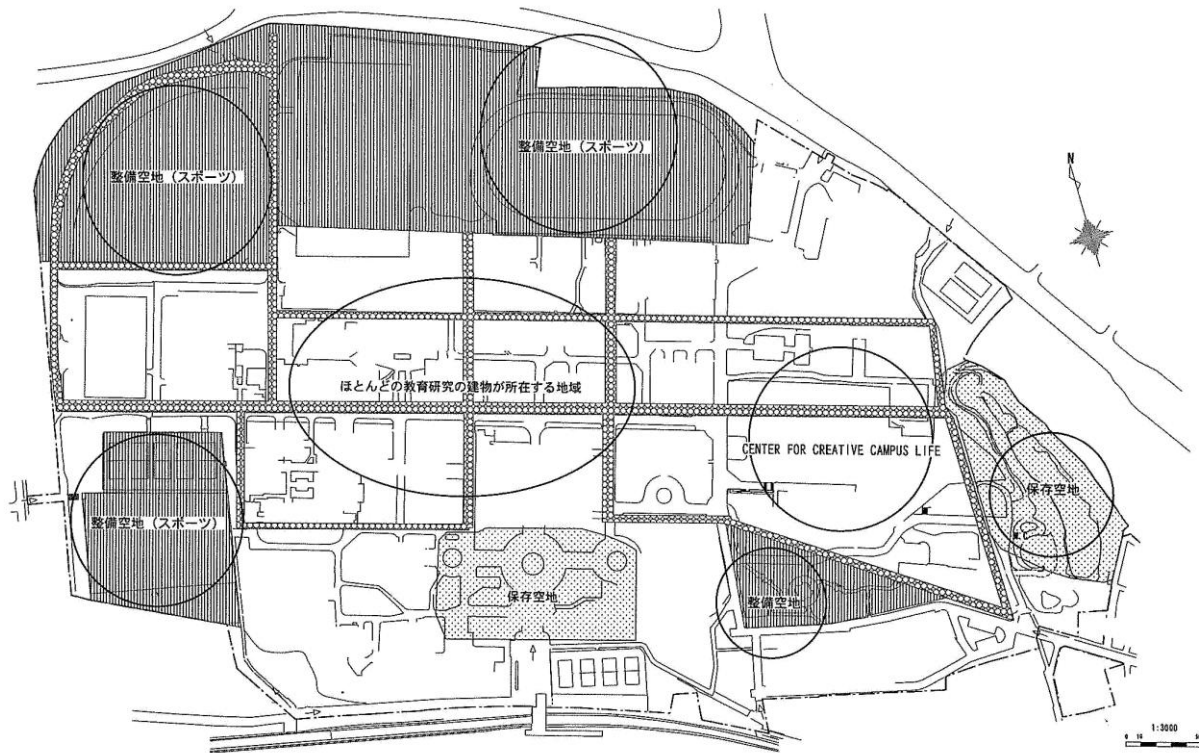 整備空地 (スポーツ)
整備空地 (スポーツ)
N
ほとんどの教育研究の建物が所在する地域
CENTER FOR CREATIVE CAMPUS LIFE
保存空地
整備空地 (スポーツ)
保存空地
整備空地
1:3000